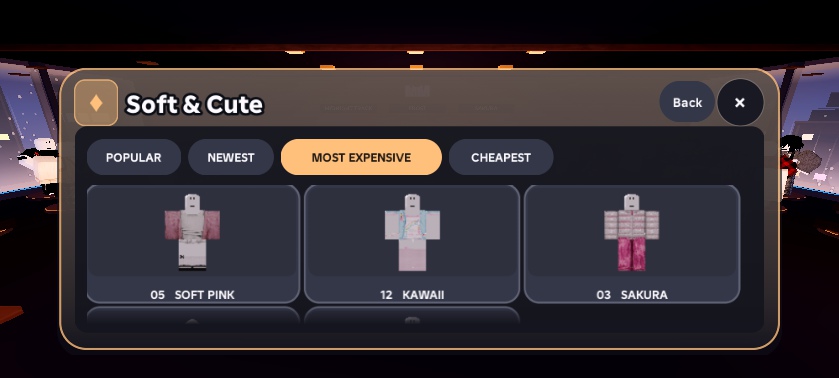 Soft & Cute
Back
×
POPULAR NEWEST MOST EXPENSIVE CHEAPEST
05 SOFT PINK 12 KAWAII 03 SAKURA